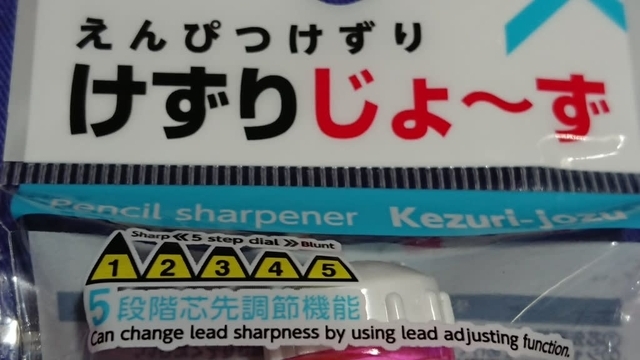 えんぴつけずり
けずりじょ〜ず
Pencil sharpener Kezuri-jozu
Sharp≪5 step dial≫Blunt
1 2 3 4 5
5段階芯先調節機能
Can change lead sharpness by using lead adjusting function.